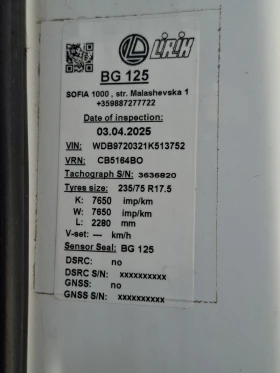 LIRIK
BG 125
SOFIA 1000 , str. Malashevska 1
+359887277722
Date of inspection:
03.04.2025
VIN: WDB9720321K513752
VRN: CB5164BO
Tachograph S/N: 3636820
Tyres size: 235/75 R17.5
K: 7650 imp/km
W: 7650 imp/km
L: 2280 mm
V-set: --- km/h
Sensor Seal: BG 125
DSRC: no
DSRC S/N: xxxxxxxxxx
GNSS: no
GNSS S/N: xxxxxxxxxx